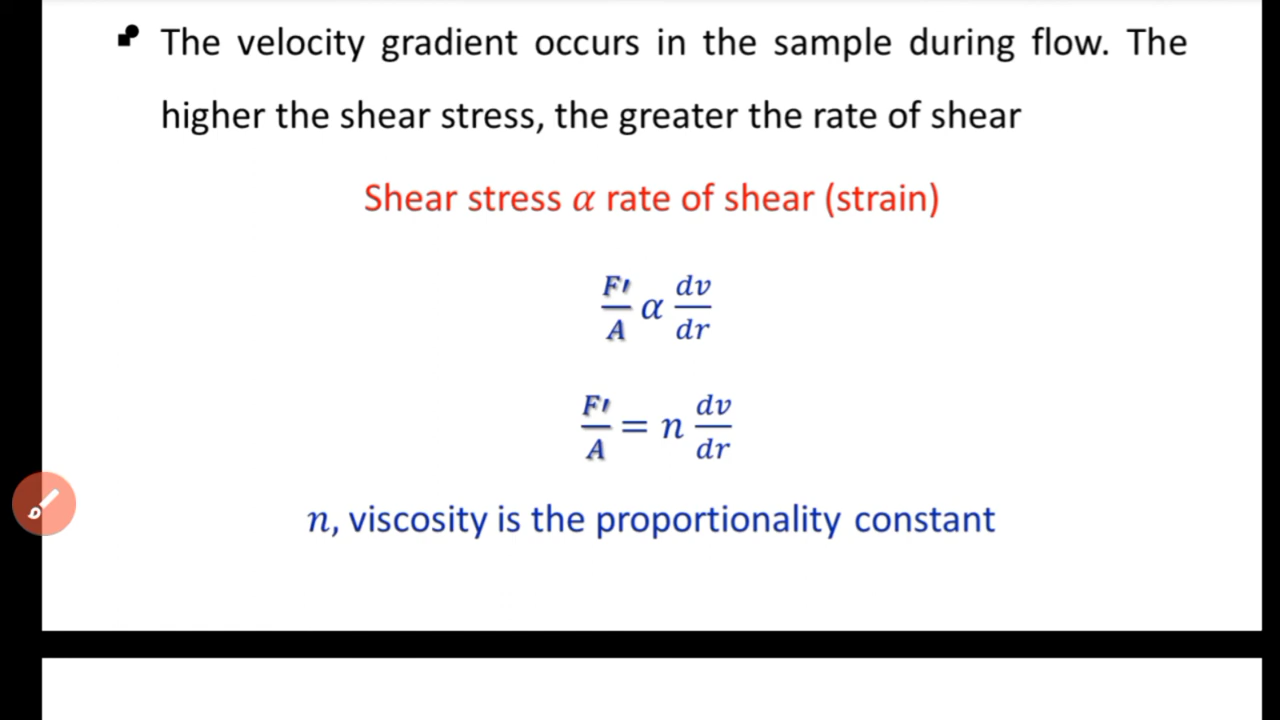 The velocity gradient occurs in the sample during flow. The
higher the shear stress, the greater the rate of shear
Shear stress α rate of shear (strain)
F′/A α dv/dr
F′/A = n dv/dr
n, viscosity is the proportionality constant